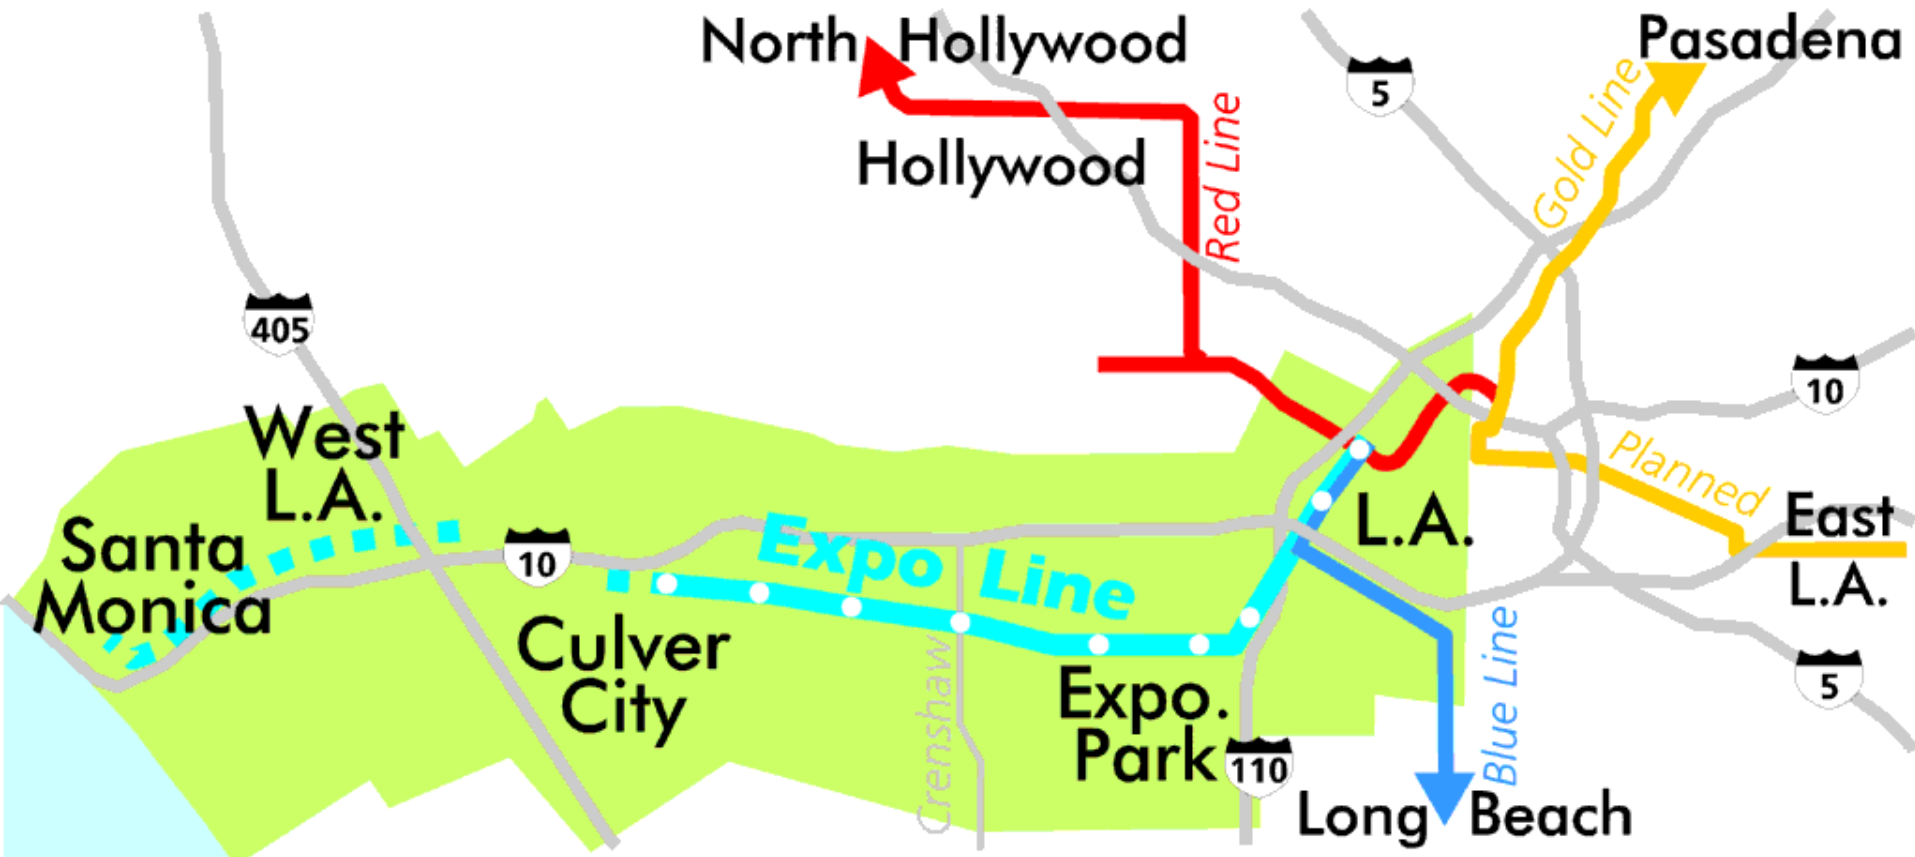 North Hollywood
Pasadena
5
Gold Line
Red Line
Hollywood
405
10
West
L.A.
Planned
Santa
Monica
10
Expo Line
L.A.
East
L.A.
Culver
City
Crenshaw
Expo.
Park
110
Blue Line
5
Long Beach